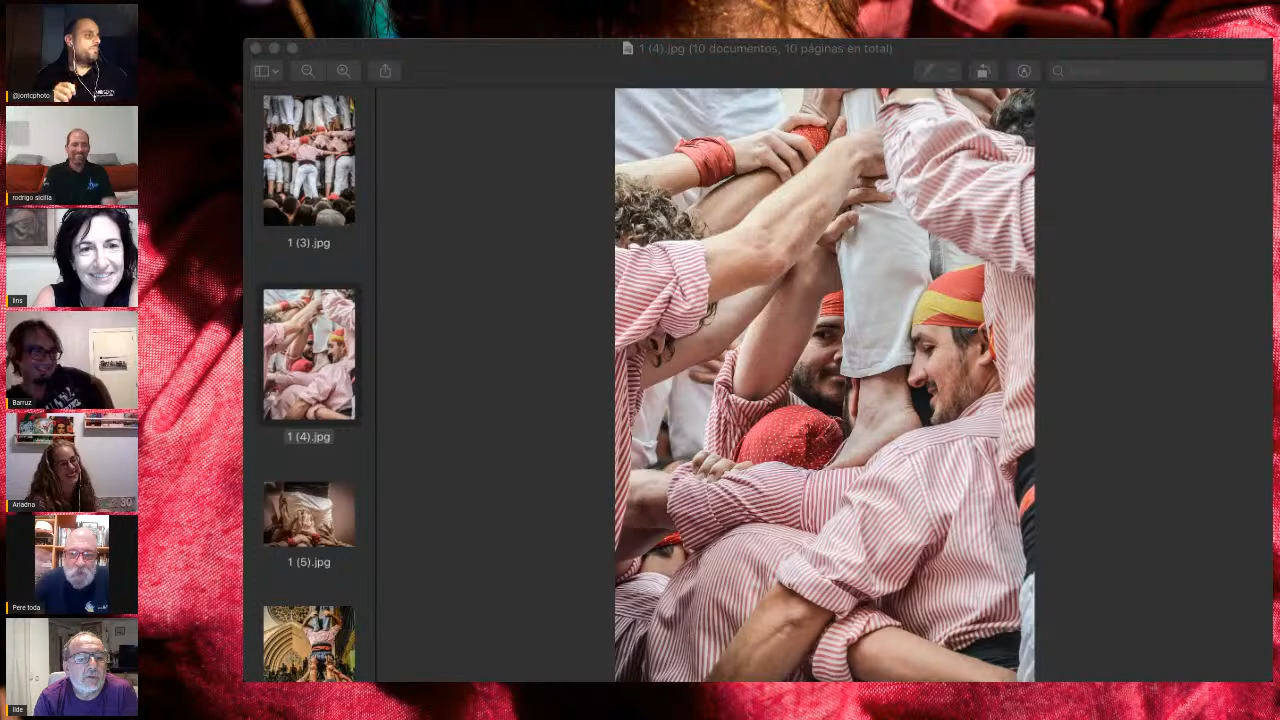 @jontcphoto
rodrigo sicilia
Iins
Barruz
Ariadna
Pere toda
Ilde
1 (4).jpg (10 documentos, 10 páginas en total)
1 (3).jpg
1 (4).jpg
1 (5).jpg